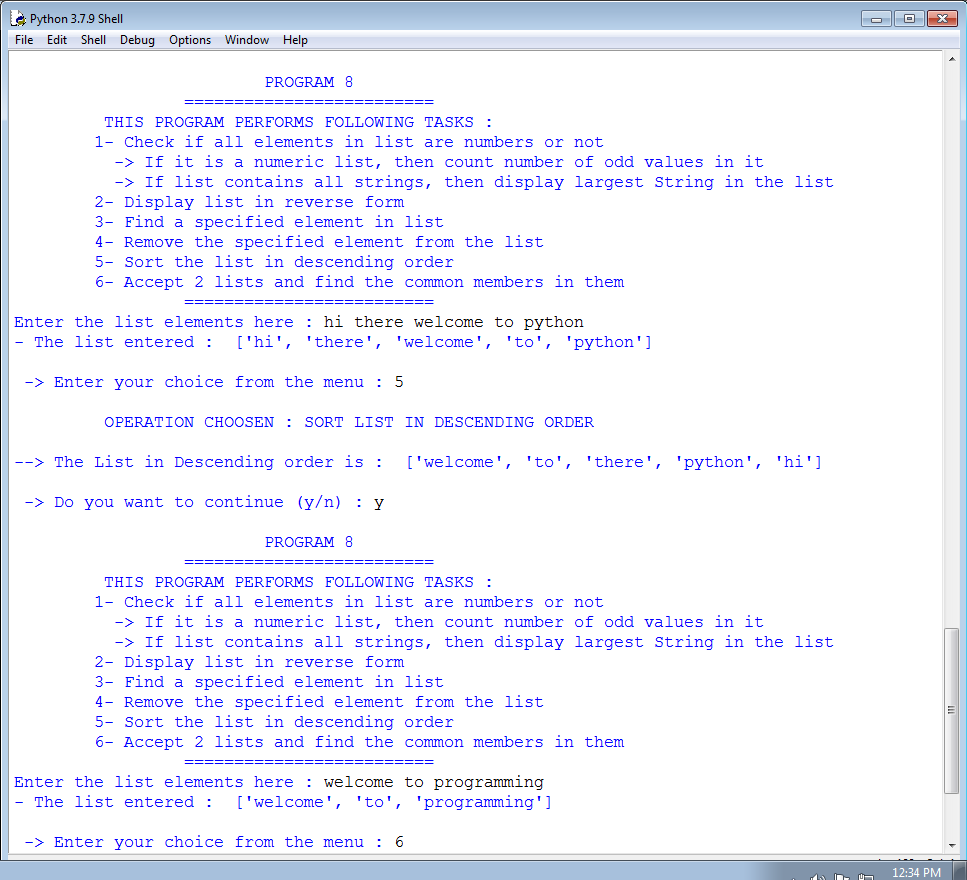 Python 3.7.9 Shell
File Edit Shell Debug Options Window Help
PROGRAM 8
=========================
THIS PROGRAM PERFORMS FOLLOWING TASKS :
1- Check if all elements in list are numbers or not
-> If it is a numeric list, then count number of odd values in it
-> If list contains all strings, then display largest String in the list
2- Display list in reverse form
3- Find a specified element in list
4- Remove the specified element from the list
5- Sort the list in descending order
6- Accept 2 lists and find the common members in them
=========================
Enter the list elements here : hi there welcome to python
- The list entered :  ['hi', 'there', 'welcome', 'to', 'python']
-> Enter your choice from the menu : 5
OPERATION CHOOSEN : SORT LIST IN DESCENDING ORDER
--> The List in Descending order is :  ['welcome', 'to', 'there', 'python', 'hi']
-> Do you want to continue (y/n) : y
PROGRAM 8
=========================
THIS PROGRAM PERFORMS FOLLOWING TASKS :
1- Check if all elements in list are numbers or not
-> If it is a numeric list, then count number of odd values in it
-> If list contains all strings, then display largest String in the list
2- Display list in reverse form
3- Find a specified element in list
4- Remove the specified element from the list
5- Sort the list in descending order
6- Accept 2 lists and find the common members in them
=========================
Enter the list elements here : welcome to programming
- The list entered :  ['welcome', 'to', 'programming']
-> Enter your choice from the menu : 6
12:34 PM